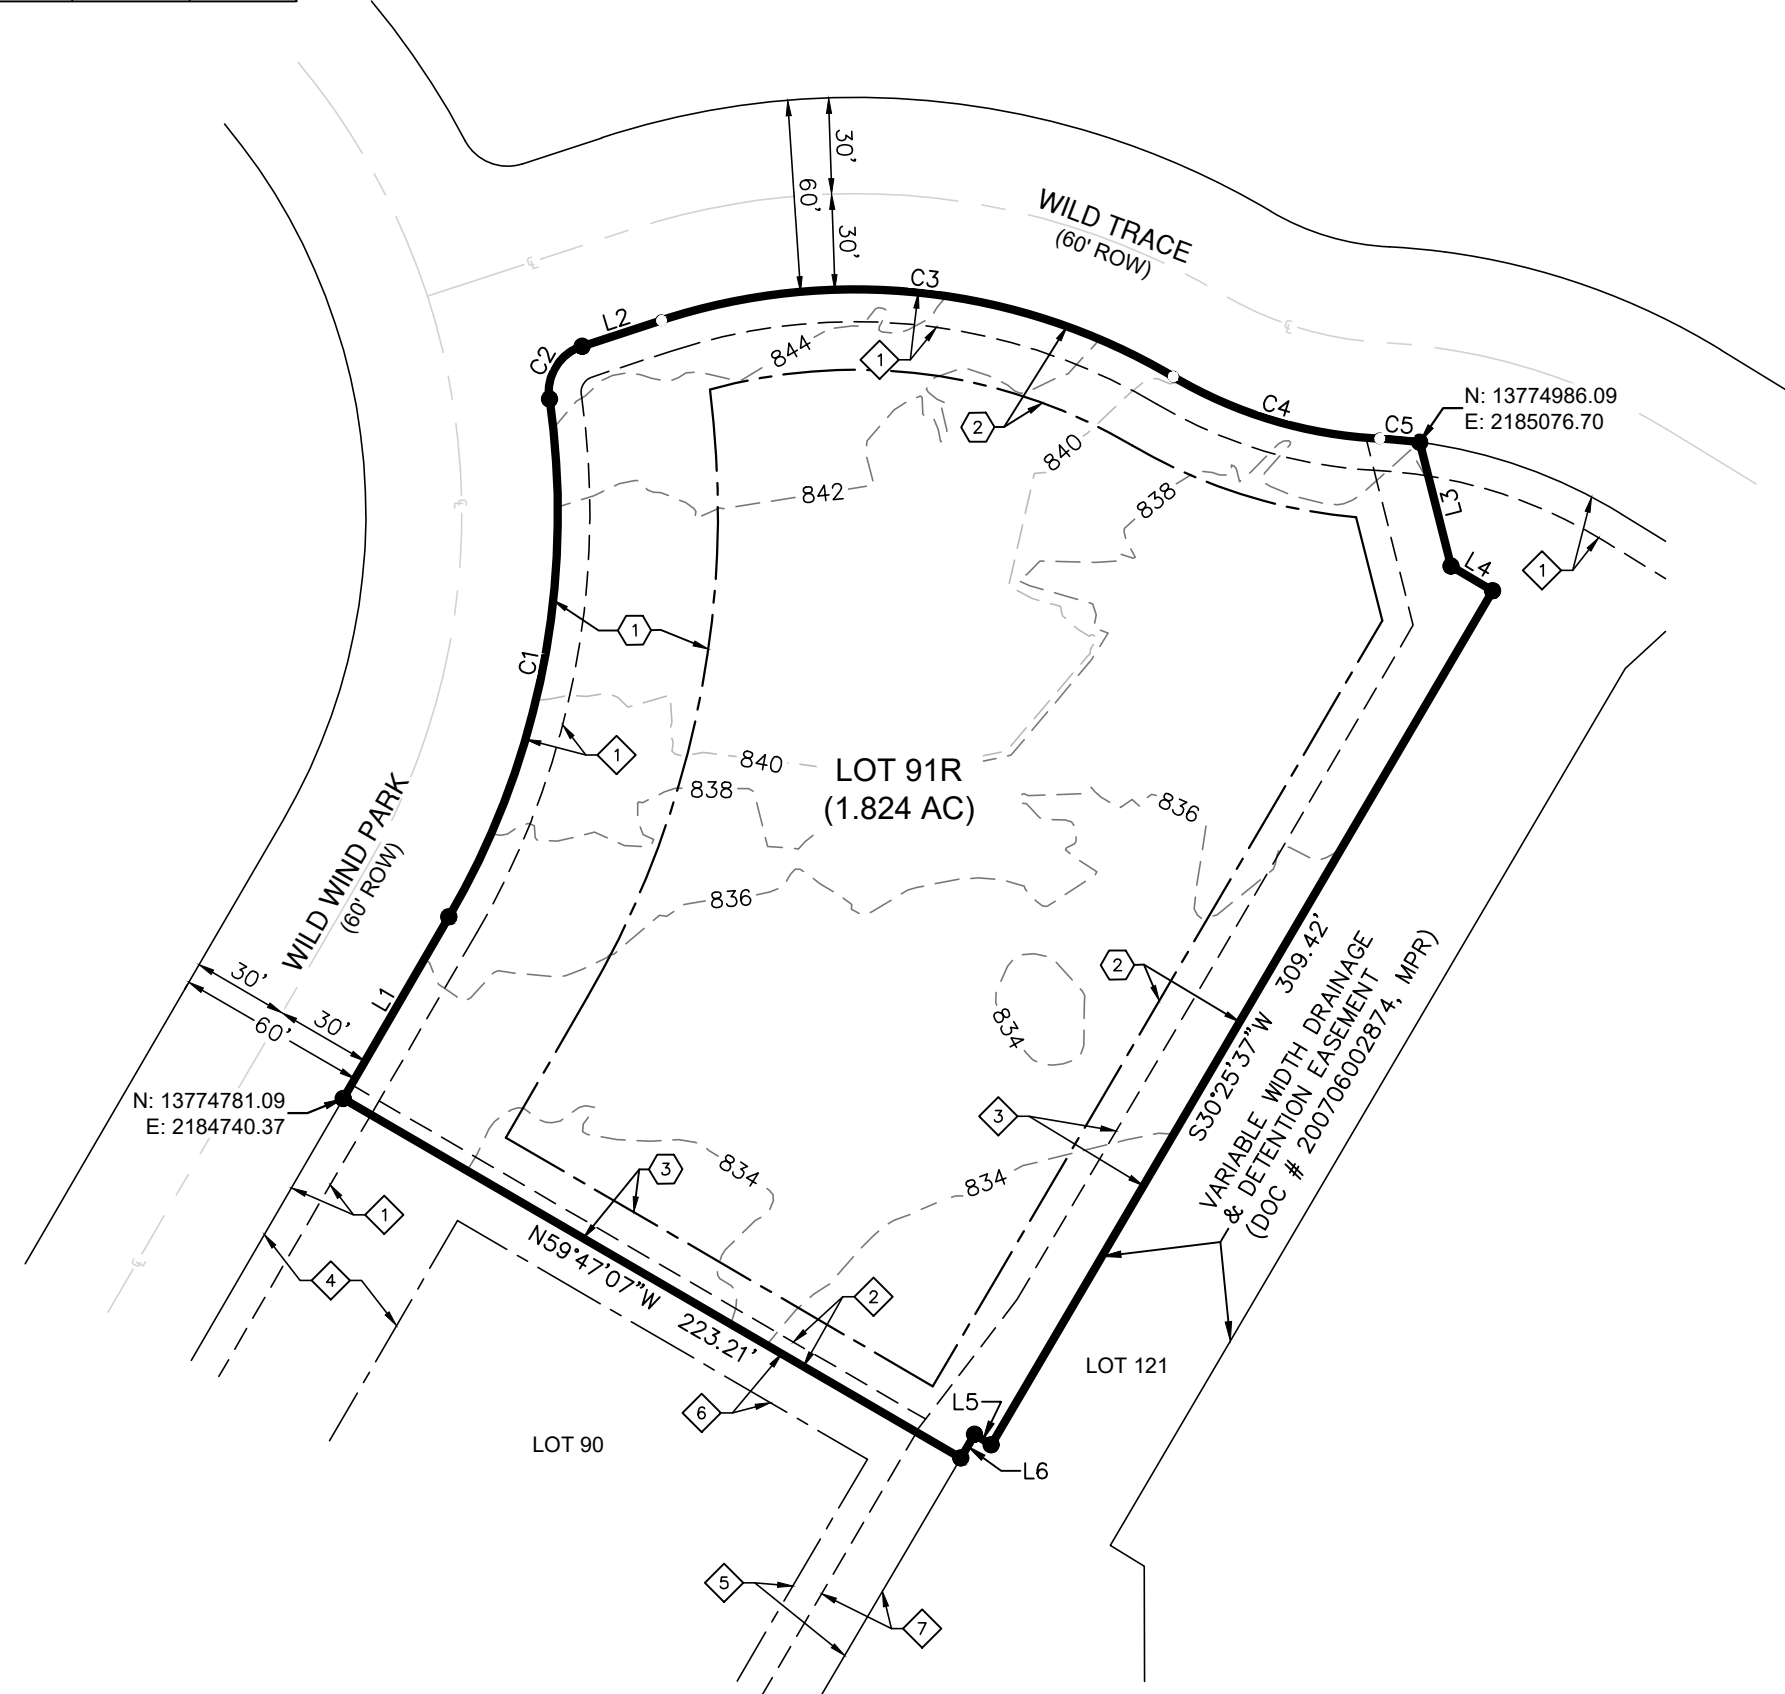 30'
60'
30'
WILD TRACE
(60' ROW)
C3
L2
C2
844
1
2
C4
C5
N: 13774986.09
E: 2185076.70
842
840
838
L3
L4
1
1
C1
1
840
838
LOT 91R
(1.824 AC)
836
836
WILD WIND PARK
(60' ROW)
30'
30'
60'
L1
2
834
S30°25'37"W 309.42'
VARIABLE WIDTH DRAINAGE
& DETENTION EASEMENT
(DOC # 200706002874, MPR)
N: 13774781.09
E: 2184740.37
3
3
834
834
1
N59°47'07"W 223.21'
4
2
LOT 121
6
L5
LOT 90
L6
5
7
℄
℄
℄
℄